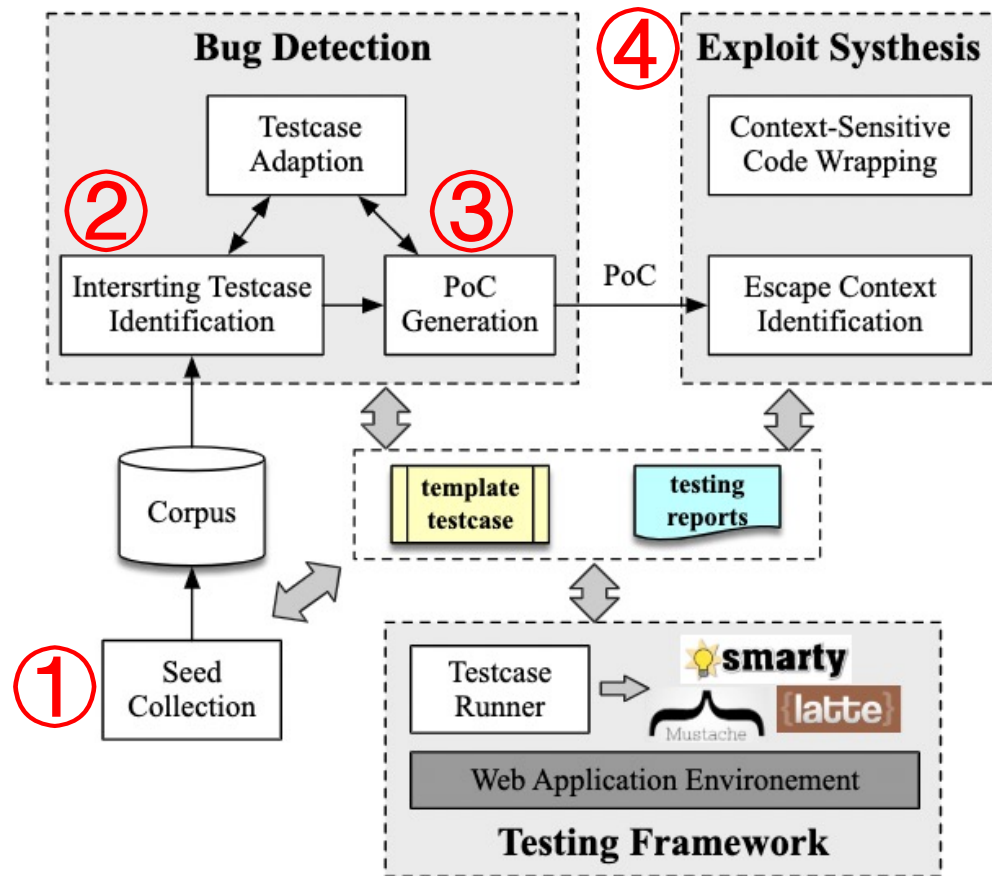 Bug Detection
④
Exploit Systhesis
Testcase
Adaption
Context-Sensitive
Code Wrapping
②
③
Intersrting Testcase
Identification
PoC
Generation
PoC
Escape Context
Identification
Corpus
template
testcase
testing
reports
①
Seed
Collection
Testcase
Runner
smarty
Mustache
{latte}
Web Application Environement
Testing Framework